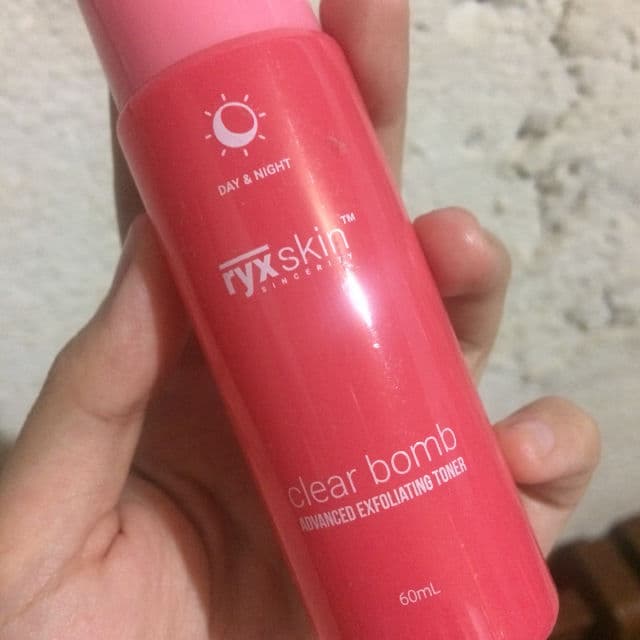 DAY & NIGHT
ryxskin™
SINCERITY
clear bomb
ADVANCED EXFOLIATING TONER
60mL